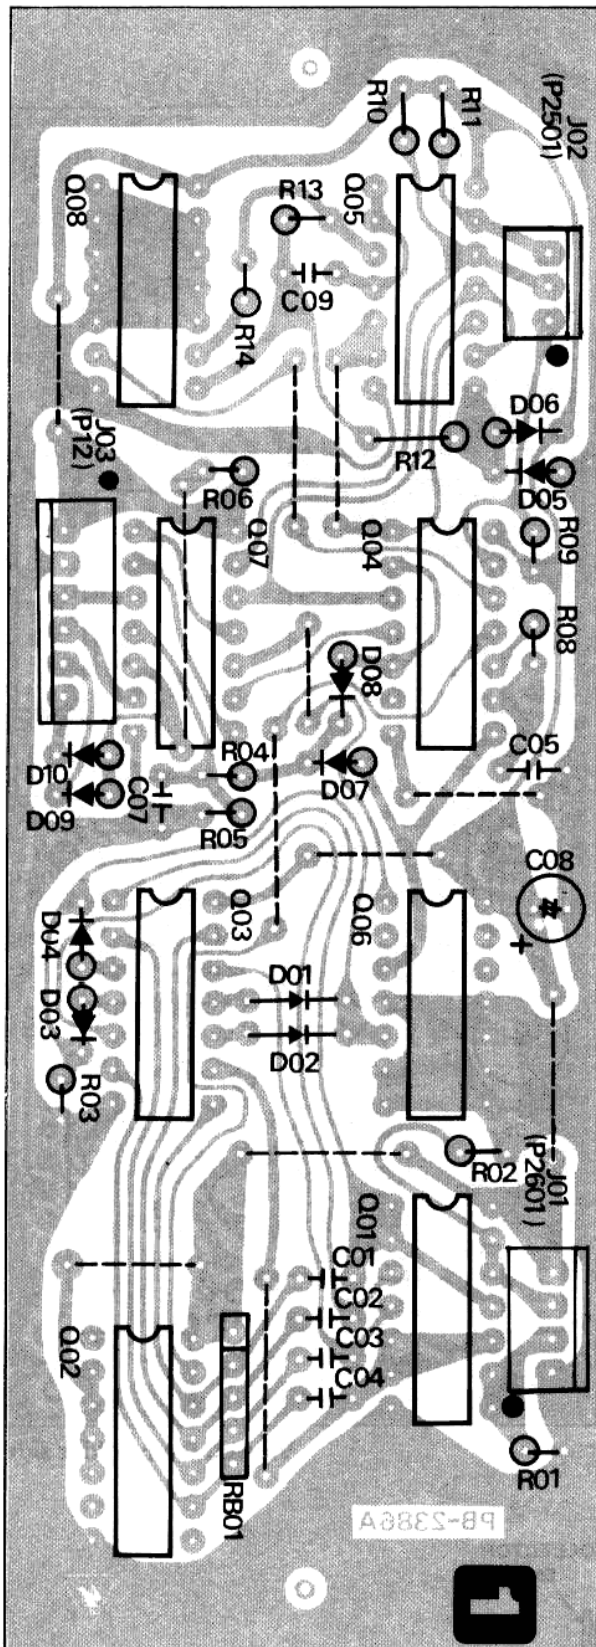 R10
R11
J02
(P2501)
R13
Q05
Q08
C09
R14
D06
J03
(P12)
R12
D05
R06
R09
Q07
Q04
R08
D08
C05
R04
D10
C07
D07
D09
R05
C08
Q03
Q06
+
D04
D01
D03
D02
R03
R02
J01
(P2601)
Q01
C01
C02
Q02
C03
C04
R01
RB01
PB-2386A
1